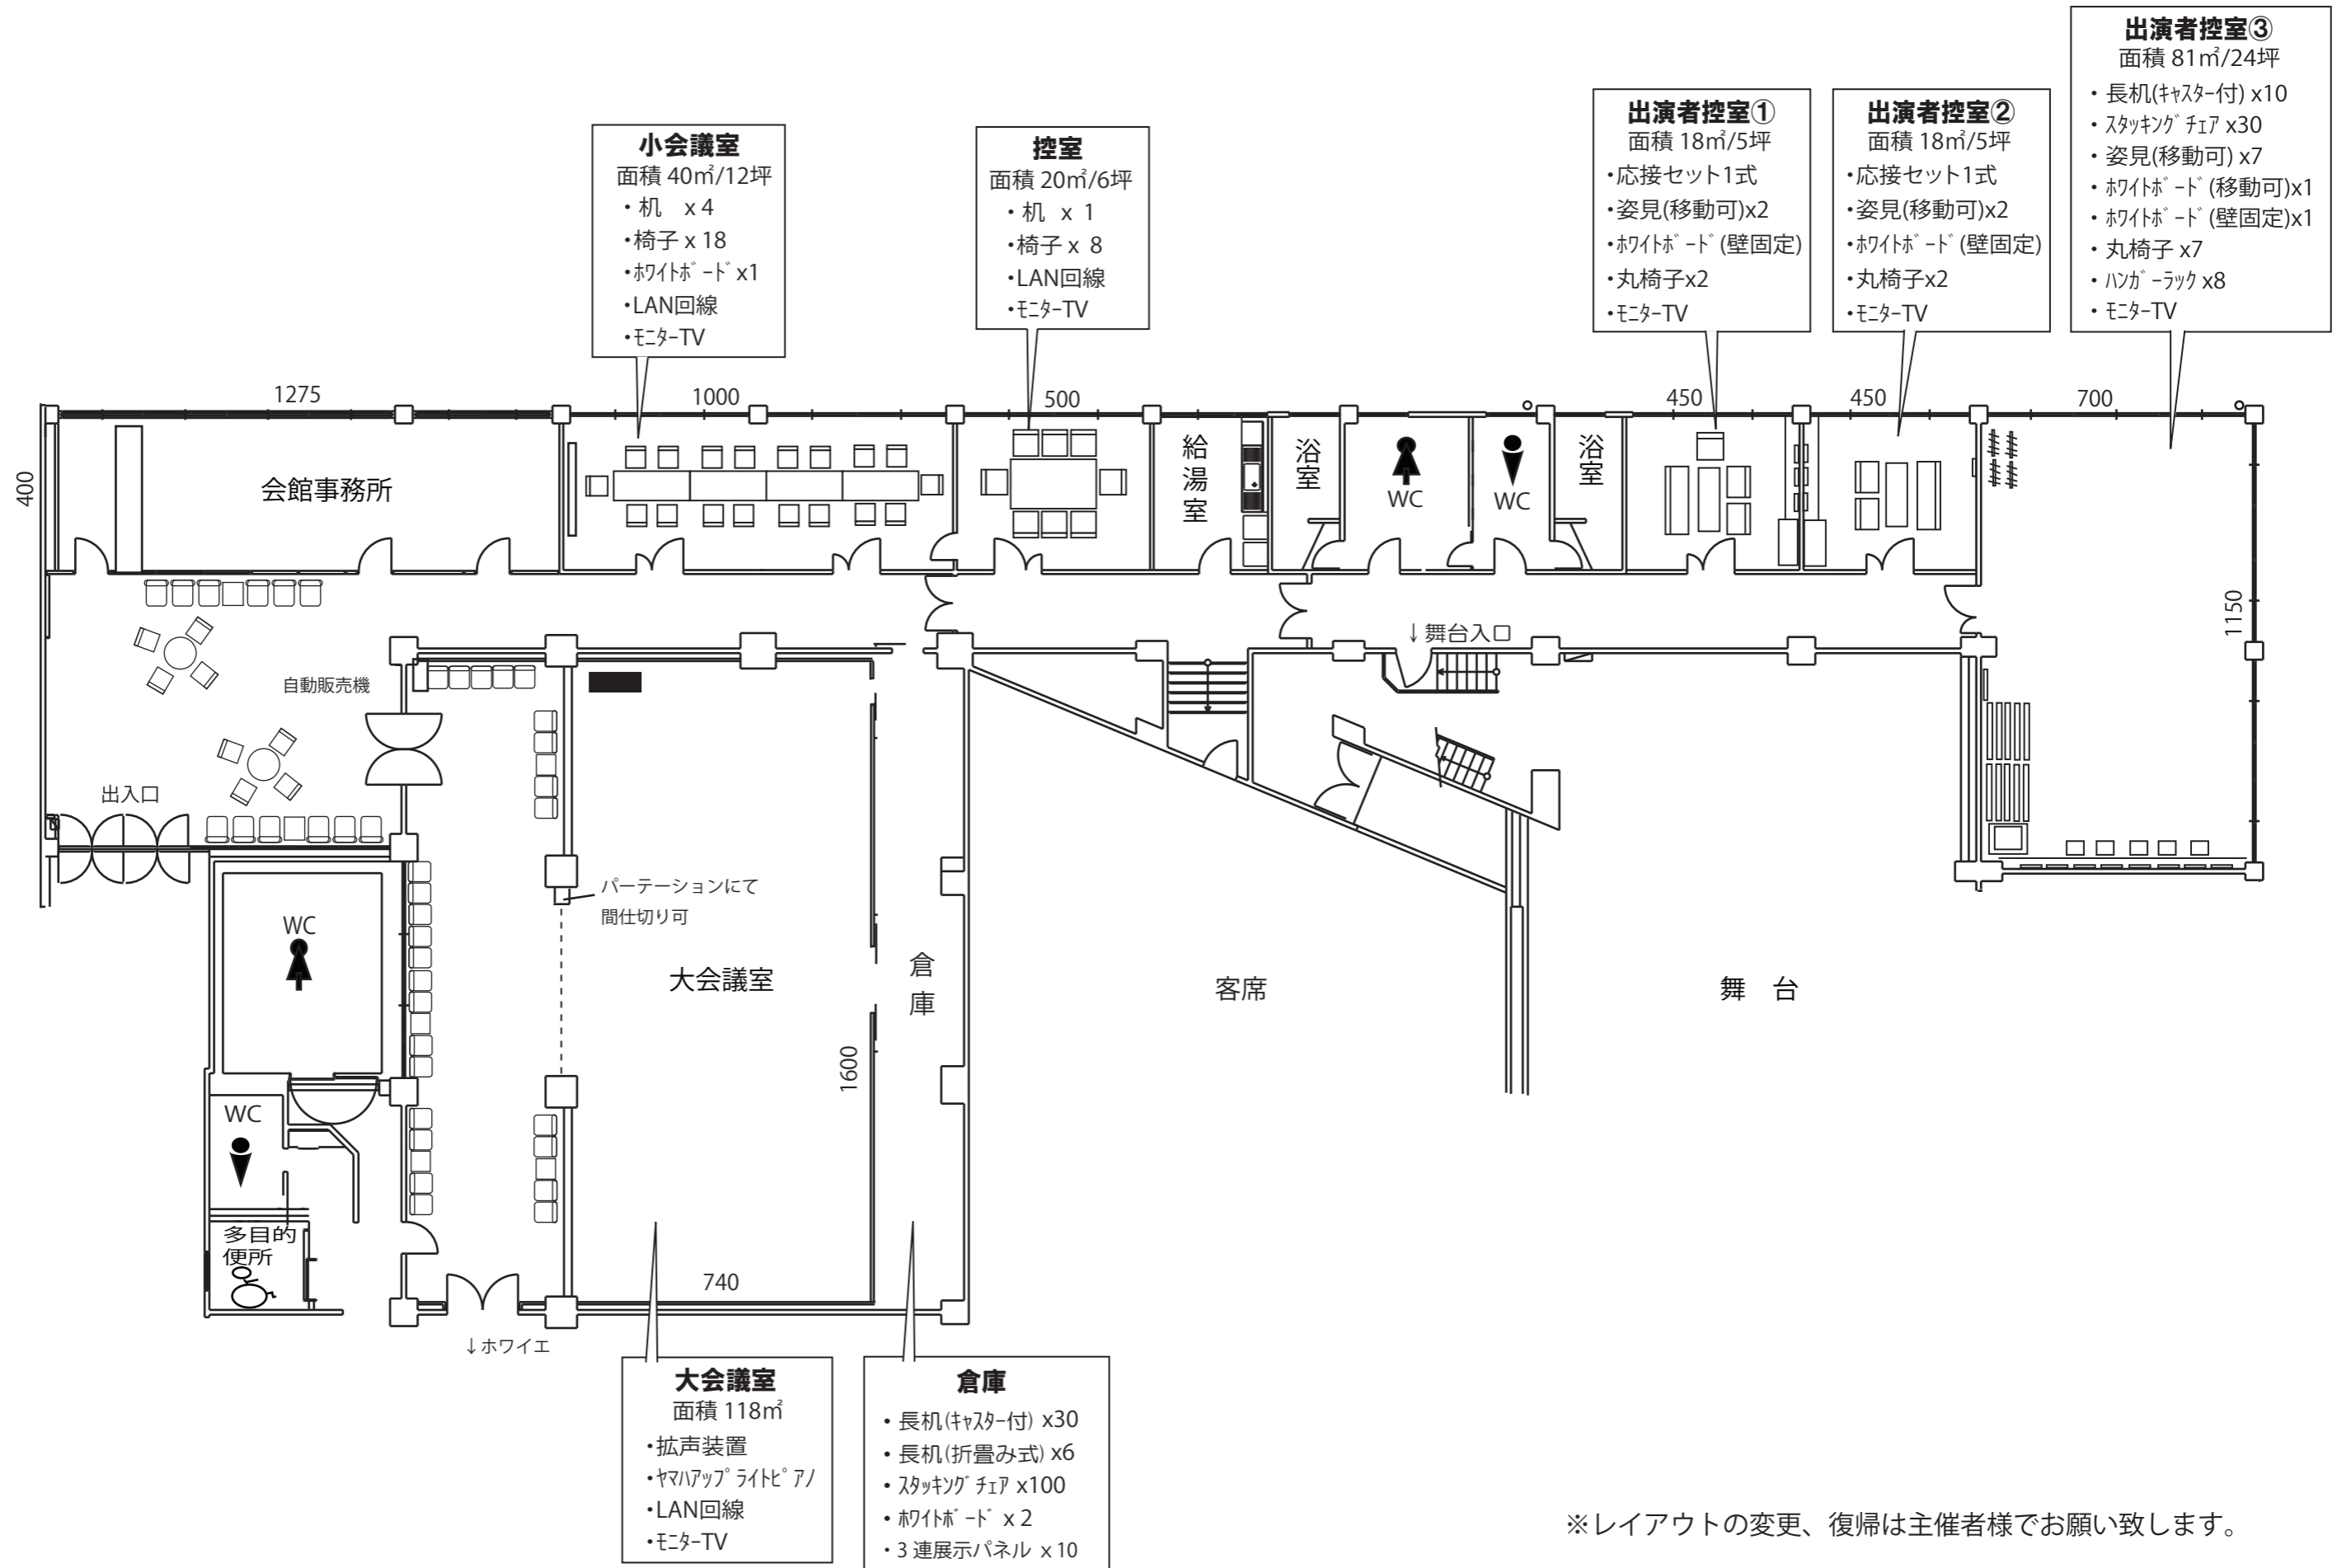 出演者控室③
面積 81㎡/24坪
・長机(ｷｬｽﾀｰ付) x10
・ｽﾀｯｷﾝｸﾞﾁｪｱ x30
・姿見(移動可) x7
・ﾎﾜｲﾄﾎﾞｰﾄﾞ(移動可)x1
・ﾎﾜｲﾄﾎﾞｰﾄﾞ(壁固定)x1
・丸椅子 x7
・ﾊﾝｶﾞｰﾗｯｸ x8
・ﾓﾆﾀｰTV
出演者控室①
面積 18㎡/5坪
・応接セット1式
・姿見(移動可)x2
・ﾎﾜｲﾄﾎﾞｰﾄﾞ(壁固定)
・丸椅子x2
・ﾓﾆﾀｰTV
出演者控室②
面積 18㎡/5坪
・応接セット1式
・姿見(移動可)x2
・ﾎﾜｲﾄﾎﾞｰﾄﾞ(壁固定)
・丸椅子x2
・ﾓﾆﾀｰTV
小会議室
面積 40㎡/12坪
・机 x 4
・椅子 x 18
・ﾎﾜｲﾄﾎﾞｰﾄﾞx1
・LAN回線
・ﾓﾆﾀｰTV
控室
面積 20㎡/6坪
・机 x 1
・椅子 x 8
・LAN回線
・ﾓﾆﾀｰTV
1275
1000
500
450
450
700
400
会館事務所
給湯室
浴室
WC
WC
浴室
1150
↓舞台入口
自動販売機
出入口
パーテーションにて
間仕切り可
WC
大会議室
倉庫
客席
舞 台
1600
WC
多目的
便所
740
↓ホワイエ
大会議室
面積 118㎡
・拡声装置
・ﾔﾏﾊｱｯﾌﾟﾗｲﾄﾋﾟｱﾉ
・LAN回線
・ﾓﾆﾀｰTV
倉庫
・長机(ｷｬｽﾀｰ付) x30
・長机(折畳み式) x6
・ｽﾀｯｷﾝｸﾞﾁｪｱ x100
・ﾎﾜｲﾄﾎﾞｰﾄﾞ x 2
・3連展示パネル x 10
※レイアウトの変更、復帰は主催者様でお願い致します。